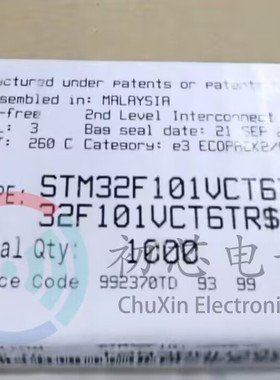 ctured under patents or patents
sembled in: MALAYSIA
-free 2nd Level Interconnect
L: 3 Bag seal date: 21 SEP
: 260 C Category: e3 ECOPACK2/
PE: STM32F101VCT6T
32F101VCT6TR$
al Qty: 1000
ce Code 992370TD 93 99
初芯电子
ChuXin Electroni